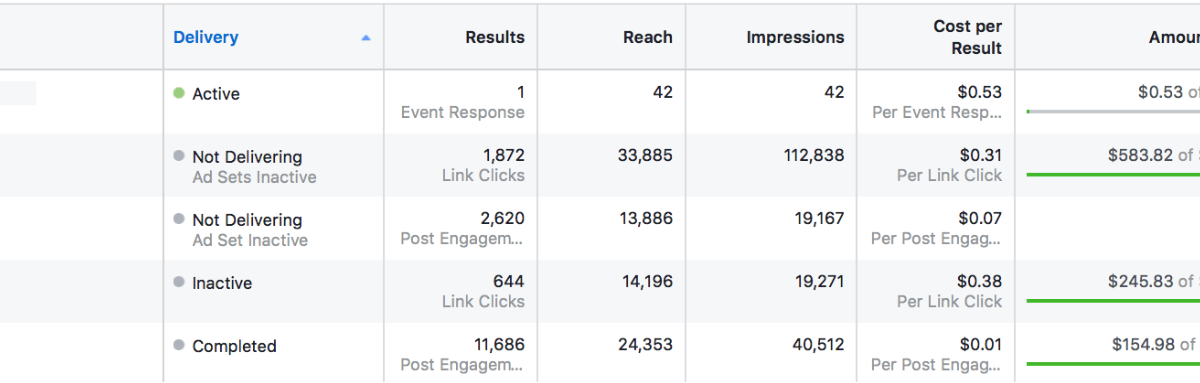 Delivery Results Reach Impressions Cost per Result Amour
Active 1 42 42 $0.53 $0.53 of
Event Response Per Event Resp...
Not Delivering 1,872 33,885 112,838 $0.31 $583.82 of
Ad Sets Inactive Link Clicks Per Link Click
Not Delivering 2,620 13,886 19,167 $0.07
Ad Set Inactive Post Engagem... Per Post Engag...
Inactive 644 14,196 19,271 $0.38 $245.83 of
Link Clicks Per Link Click
Completed 11,686 24,353 40,512 $0.01 $154.98 of
Post Engagem... Per Post Engag...